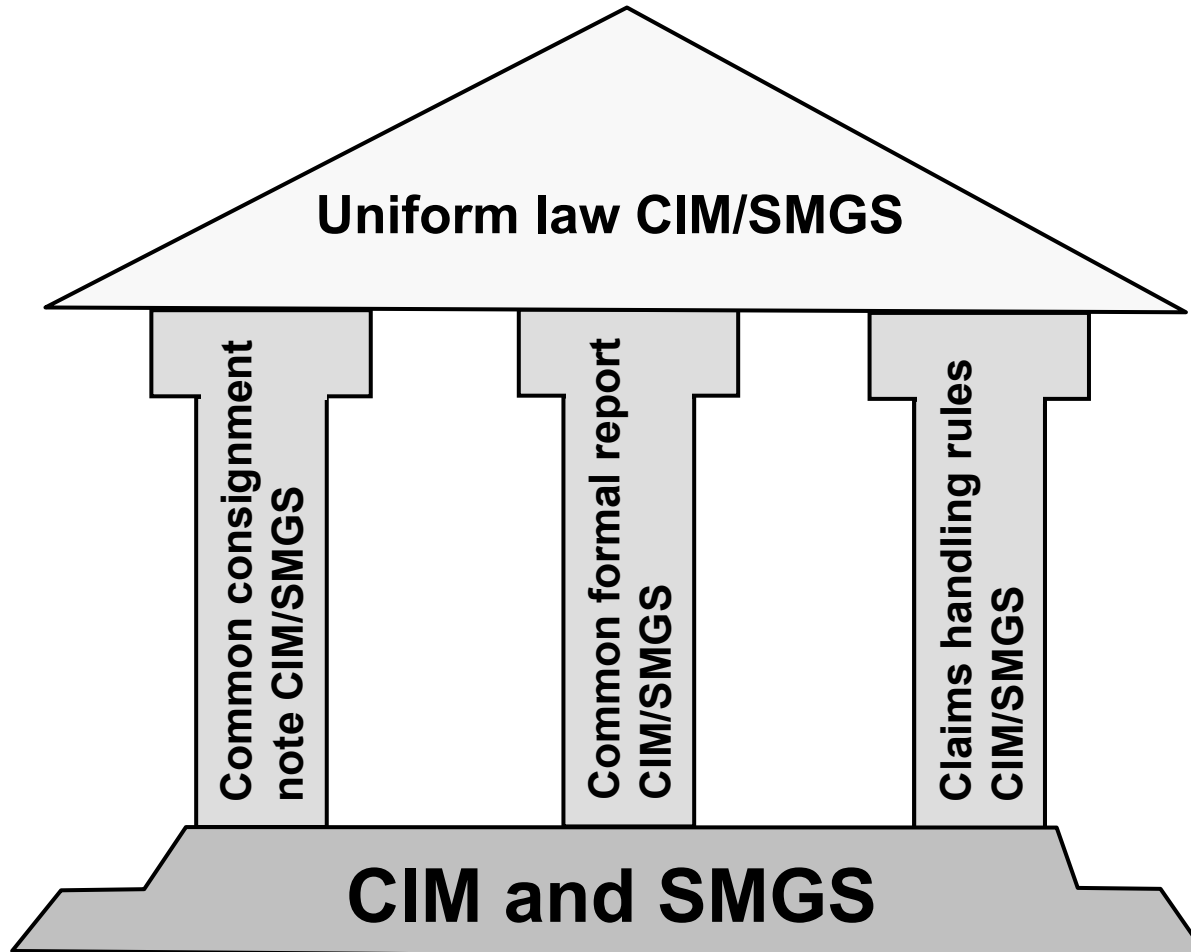 Uniform law CIM/SMGS
Common consignment
note CIM/SMGS
Common formal report
CIM/SMGS
Claims handling rules
CIM/SMGS
CIM and SMGS